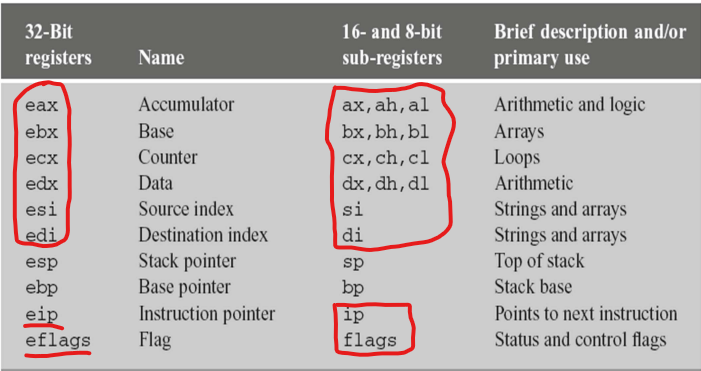 32-Bit registers Name 16- and 8-bit sub-registers Brief description and/or primary use
eax Accumulator ax,ah,al Arithmetic and logic
ebx Base bx,bh,bl Arrays
ecx Counter cx,ch,cl Loops
edx Data dx,dh,dl Arithmetic
esi Source index si Strings and arrays
edi Destination index di Strings and arrays
esp Stack pointer sp Top of stack
ebp Base pointer bp Stack base
eip Instruction pointer ip Points to next instruction
eflags Flag flags Status and control flags